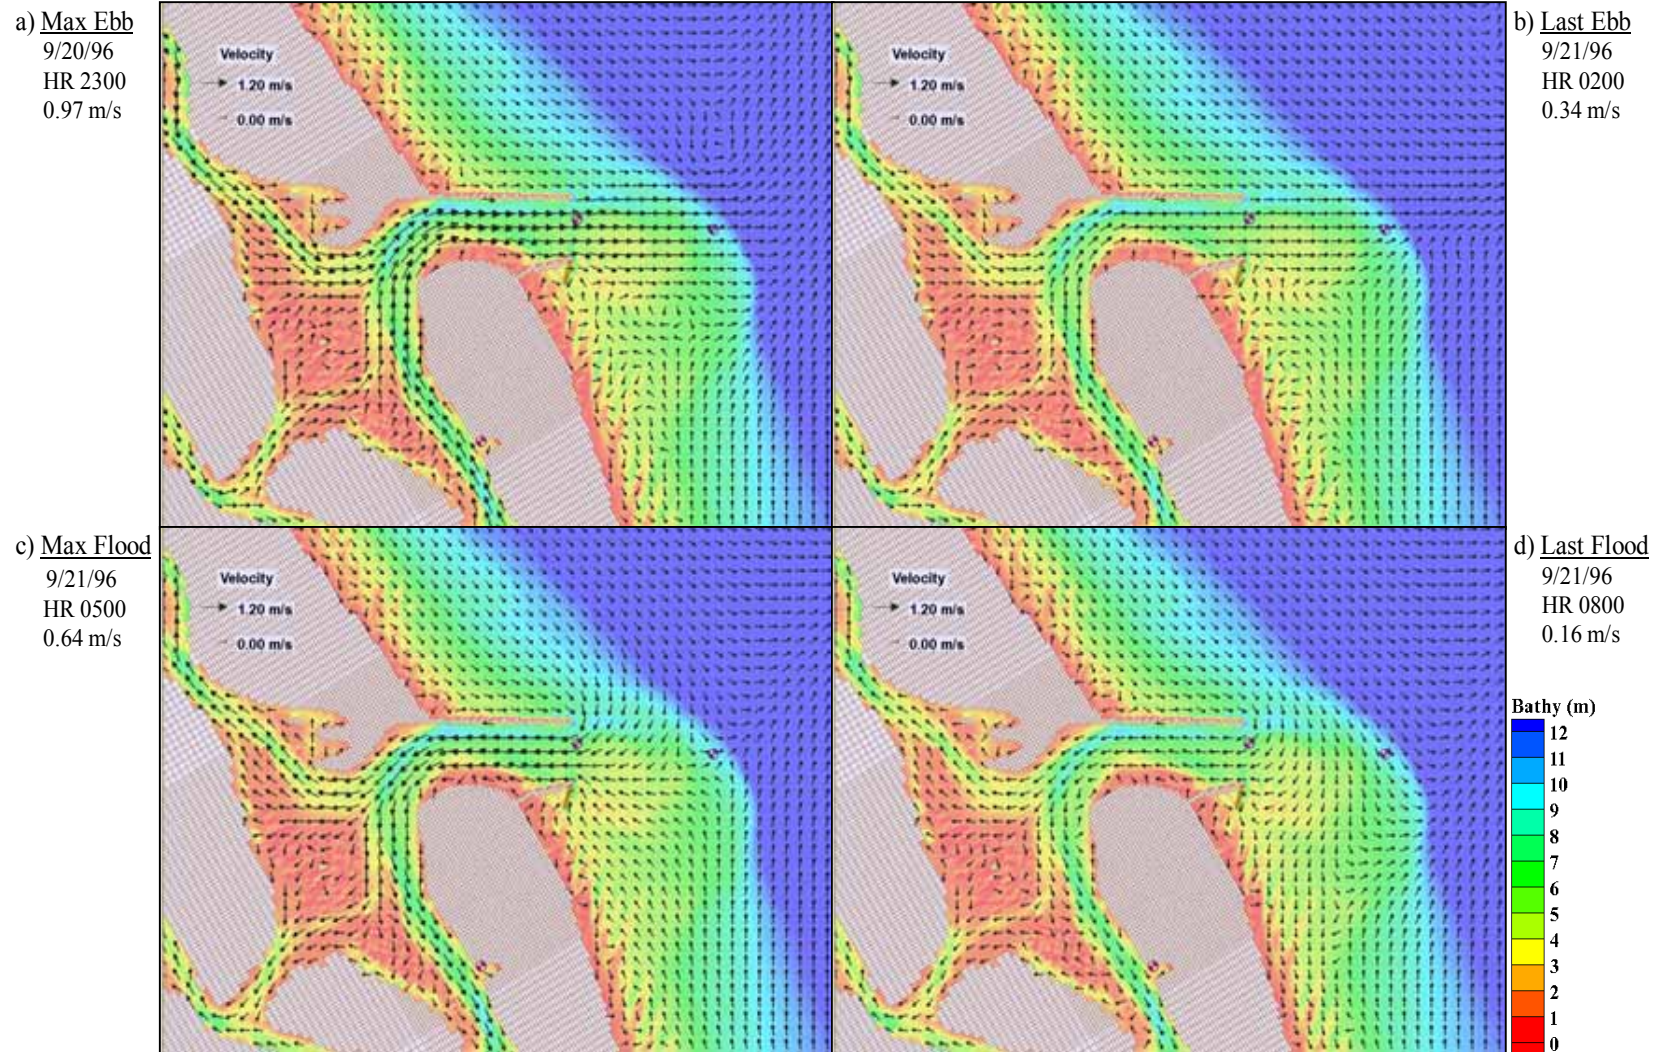 a) Max Ebb
9/20/96
HR 2300
0.97 m/s
Velocity
1.20 m/s
0.00 m/s
Velocity
1.20 m/s
0.00 m/s
b) Last Ebb
9/21/96
HR 0200
0.34 m/s
c) Max Flood
9/21/96
HR 0500
0.64 m/s
Velocity
1.20 m/s
0.00 m/s
Velocity
1.20 m/s
0.00 m/s
d) Last Flood
9/21/96
HR 0800
0.16 m/s
Bathy (m)
12
11
10
9
8
7
6
5
4
3
2
1
0